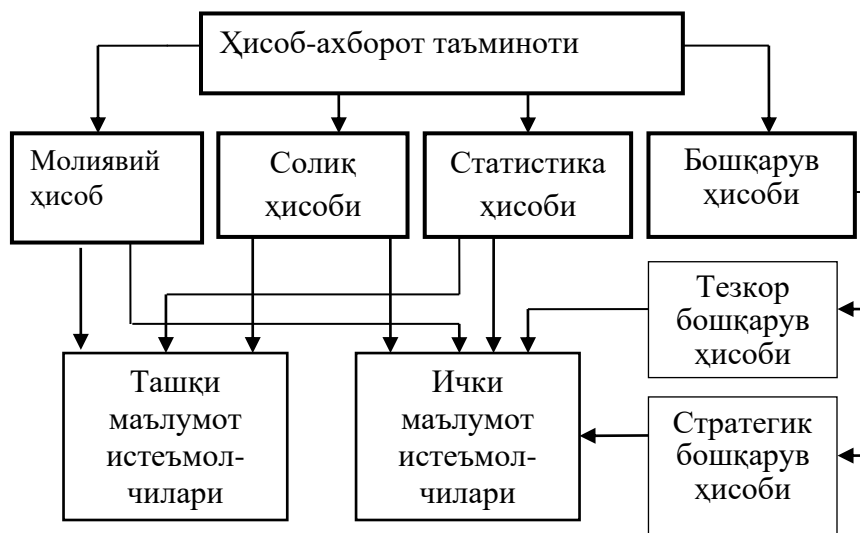 Ҳисоб-ахборот таъминоти
Молиявий
ҳисоб
Солиқ
ҳисоби
Статистика
ҳисоби
Бошқарув
ҳисоби
Тезкор
бошқарув
ҳисоби
Ташқи
маълумот
истеъмол-
чилари
Ички
маълумот
истеъмол-
чилари
Стратегик
бошқарув
ҳисоби